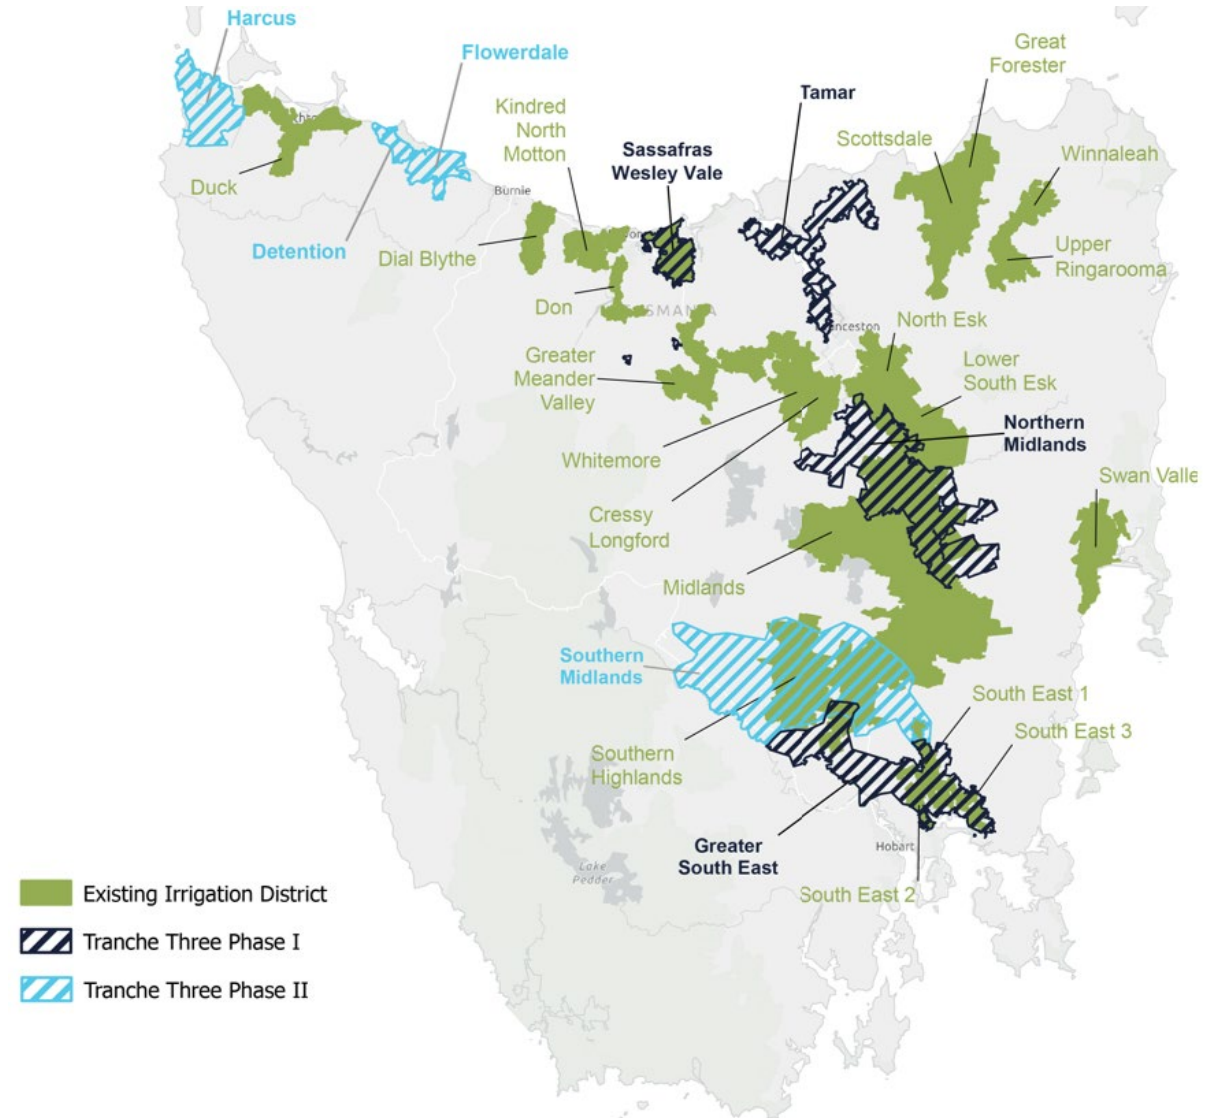 Harcus
Flowerdale
Great
Forester
Kindred
North
Motton
Tamar
Sassafras
Wesley Vale
Scottsdale
Winnaleah
Duck
Burnie
Detention
Dial Blythe
Upper
Ringarooma
Don
North Esk
Greater
Meander
Valley
Lower
South Esk
Northern
Midlands
Whitemore
Swan Valle
Cressy
Longford
Midlands
Southern
Midlands
South East 1
South East 3
Southern
Highlands
Greater
South East
Hobart
Lake
Pedder
South East 2
Existing Irrigation District
Tranche Three Phase I
Tranche Three Phase II